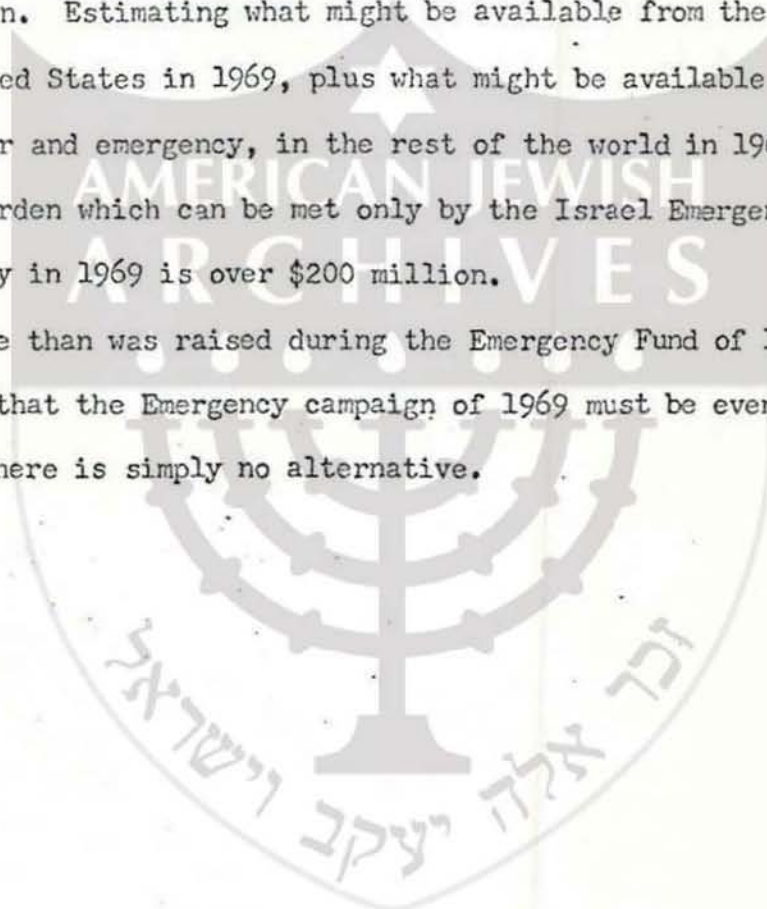 n. Estimating what might be available from the
ed States in 1969, plus what might be available
r and emergency, in the rest of the world in 19
rden which can be met only by the Israel Emerge
y in 1969 is over $200 million.
e than was raised during the Emergency Fund of
that the Emergency campaign of 1969 must be ever
here is simply no alternative.
AMERICAN JEWISH
ARCHIVES
זכר אלה יעקב וישראל